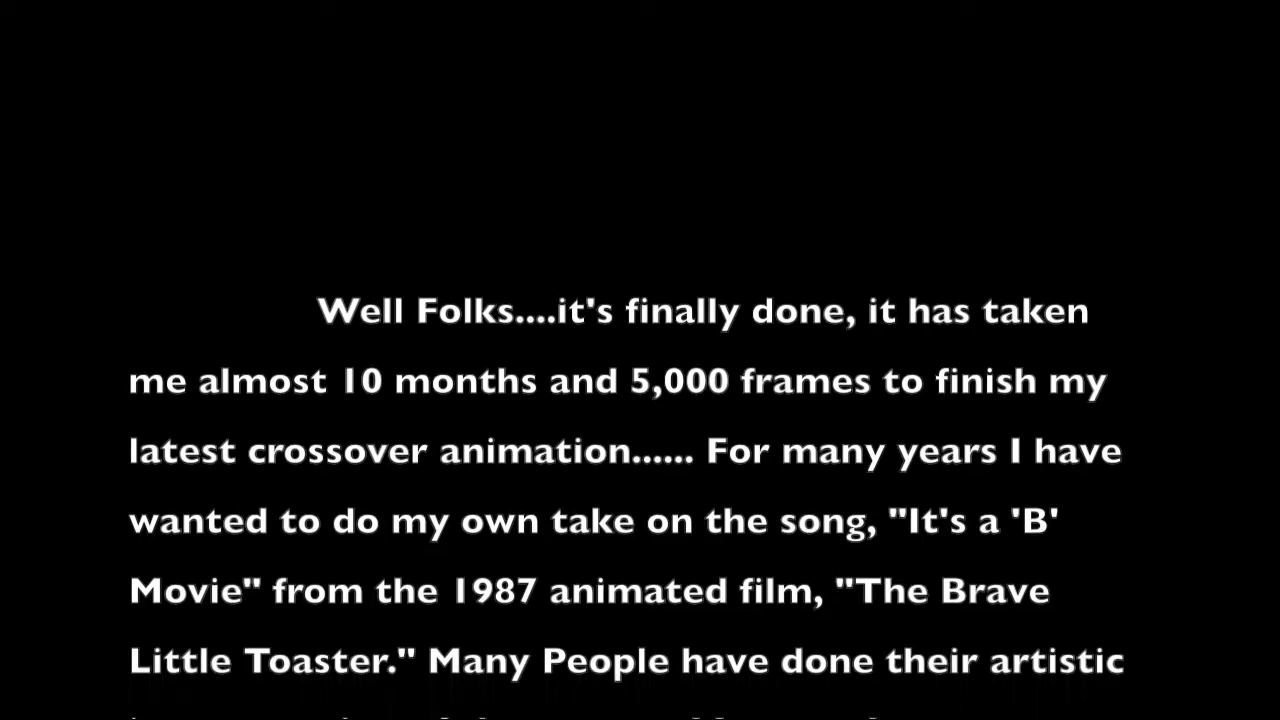 Well Folks....it's finally done, it has taken
me almost 10 months and 5,000 frames to finish my
latest crossover animation...... For many years I have
wanted to do my own take on the song, "It's a 'B'
Movie" from the 1987 animated film, "The Brave
Little Toaster." Many People have done their artistic